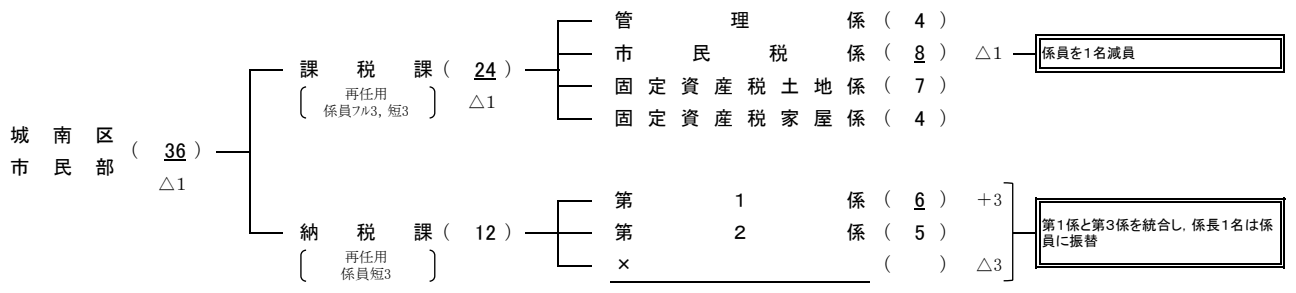 管理係( 4 )
市民税係( 8 ) △1 係員を1名減員
課税課( 24 )
再任用
係員フル3, 短3
△1
固定資産税土地係( 7 )
固定資産税家屋係( 4 )
城南区
市民部
( 36 )
△1
第1係( 6 ) +3
納税課( 12 )
再任用
係員短3
第2係( 5 )
× ( ) △3
第1係と第3係を統合し, 係長1名は係
員に振替